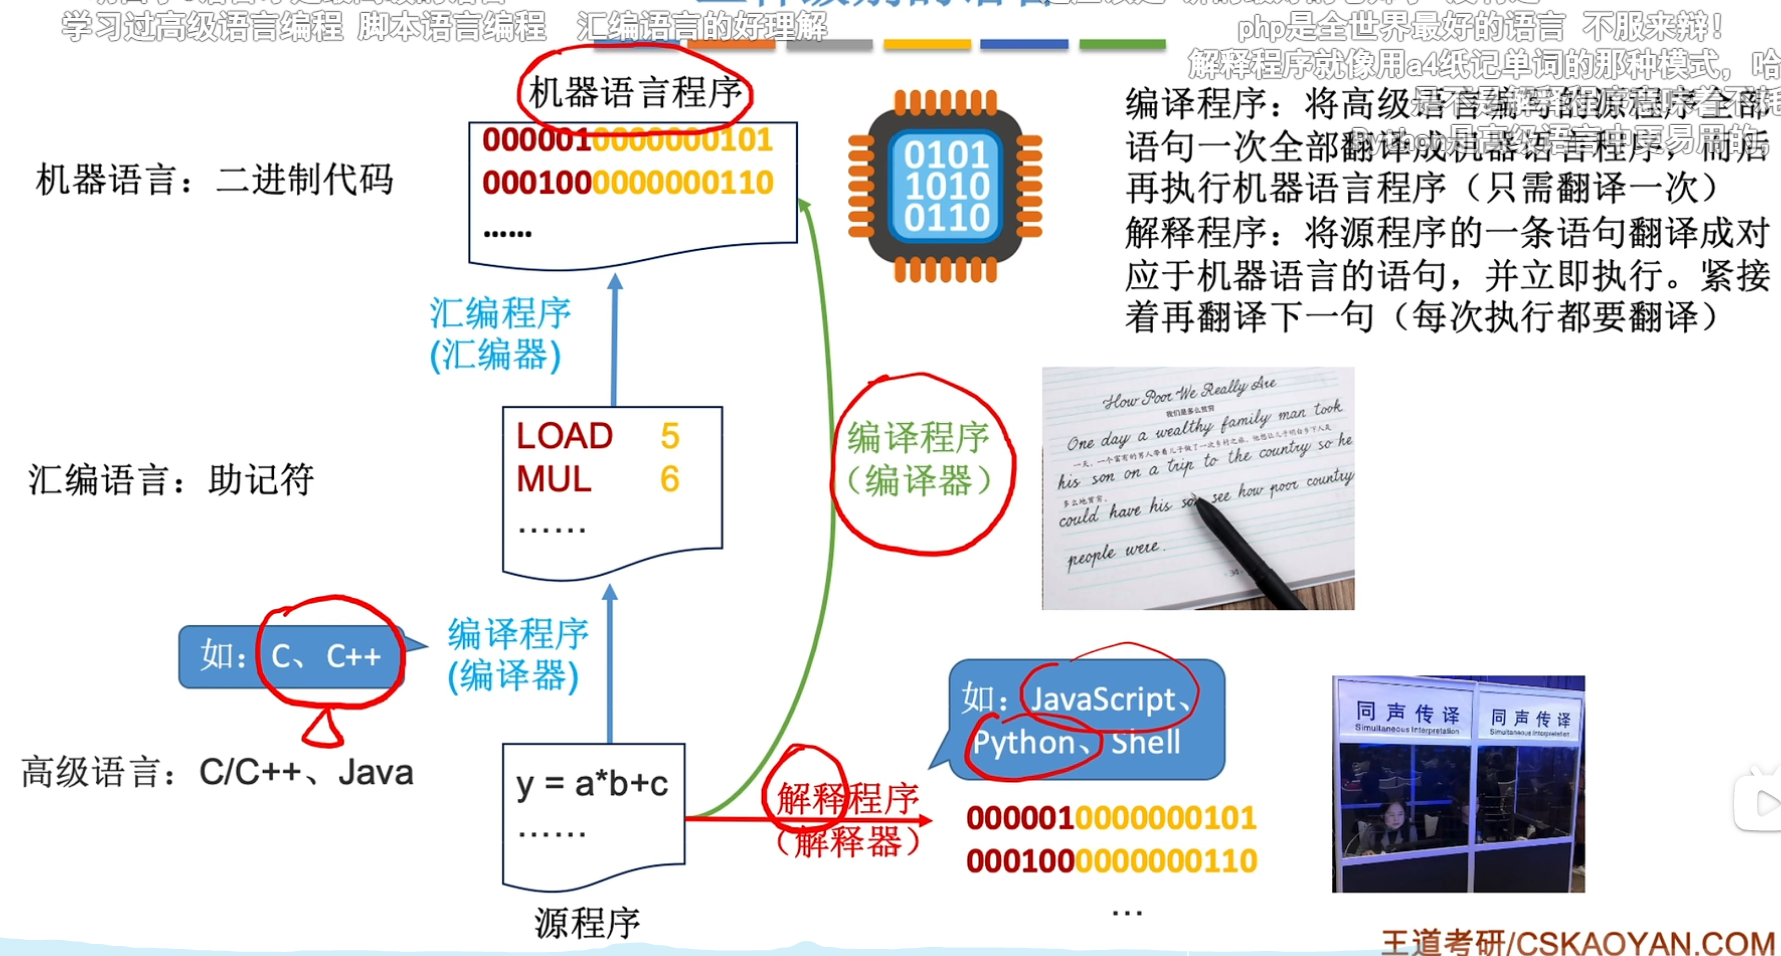 学习过高级语言编程 脚本语言编程
汇编语言的好理解
php是全世界最好的语言 不服来辩！
解释程序就像用a4纸记单词的那种模式，哈
Python是高级语言中更易用的,
机器语言程序
0000010000000101
0001000000000110
......
机器语言：二进制代码
0101
1010
0110
编译程序：将高级语言编写的源程序全部
语句一次全部翻译成机器语言程序，而后
再执行机器语言程序（只需翻译一次）
解释程序：将源程序的一条语句翻译成对
应于机器语言的语句，并立即执行。紧接
着再翻译下一句（每次执行都要翻译）
汇编程序
(汇编器)
LOAD 5
MUL 6
......
汇编语言：助记符
编译程序
（编译器）
How Poor We Really Are
我们是多么贫穷
One day a wealthy family man took
his son on a trip to the country so he
could have his son see how poor country
people were.
如：C、C++
编译程序
(编译器)
如：JavaScript、
Python、Shell
高级语言：C/C++、Java
y = a*b+c
......
源程序
解释程序
（解释器）
0000010000000101
0001000000000110
...
同声传译
Simultaneous Interpretation
同声传译
Simultaneous Interpretation
王道考研/CSKAOYAN.COM